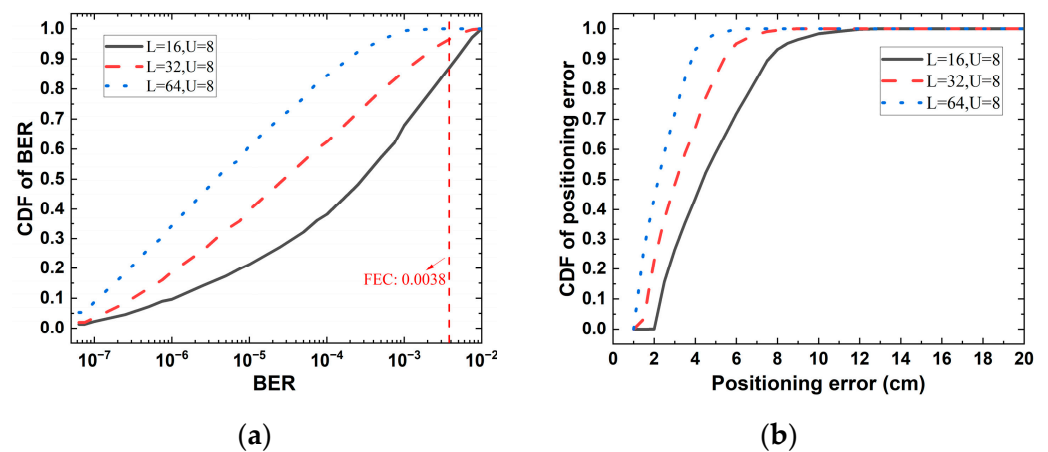 1.0
0.9
0.8
0.7
0.6
0.5
0.4
0.3
0.2
0.1
0.0
CDF of BER
L=16,U=8
L=32,U=8
L=64,U=8
FEC: 0.0038
10⁻⁷ 10⁻⁶ 10⁻⁵ 10⁻⁴ 10⁻³ 10⁻²
BER
(a)
1.0
0.9
0.8
0.7
0.6
0.5
0.4
0.3
0.2
0.1
0.0
CDF of positioning error
L=16,U=8
L=32,U=8
L=64,U=8
0 2 4 6 8 10 12 14 16 18 20
Positioning error (cm)
(b)